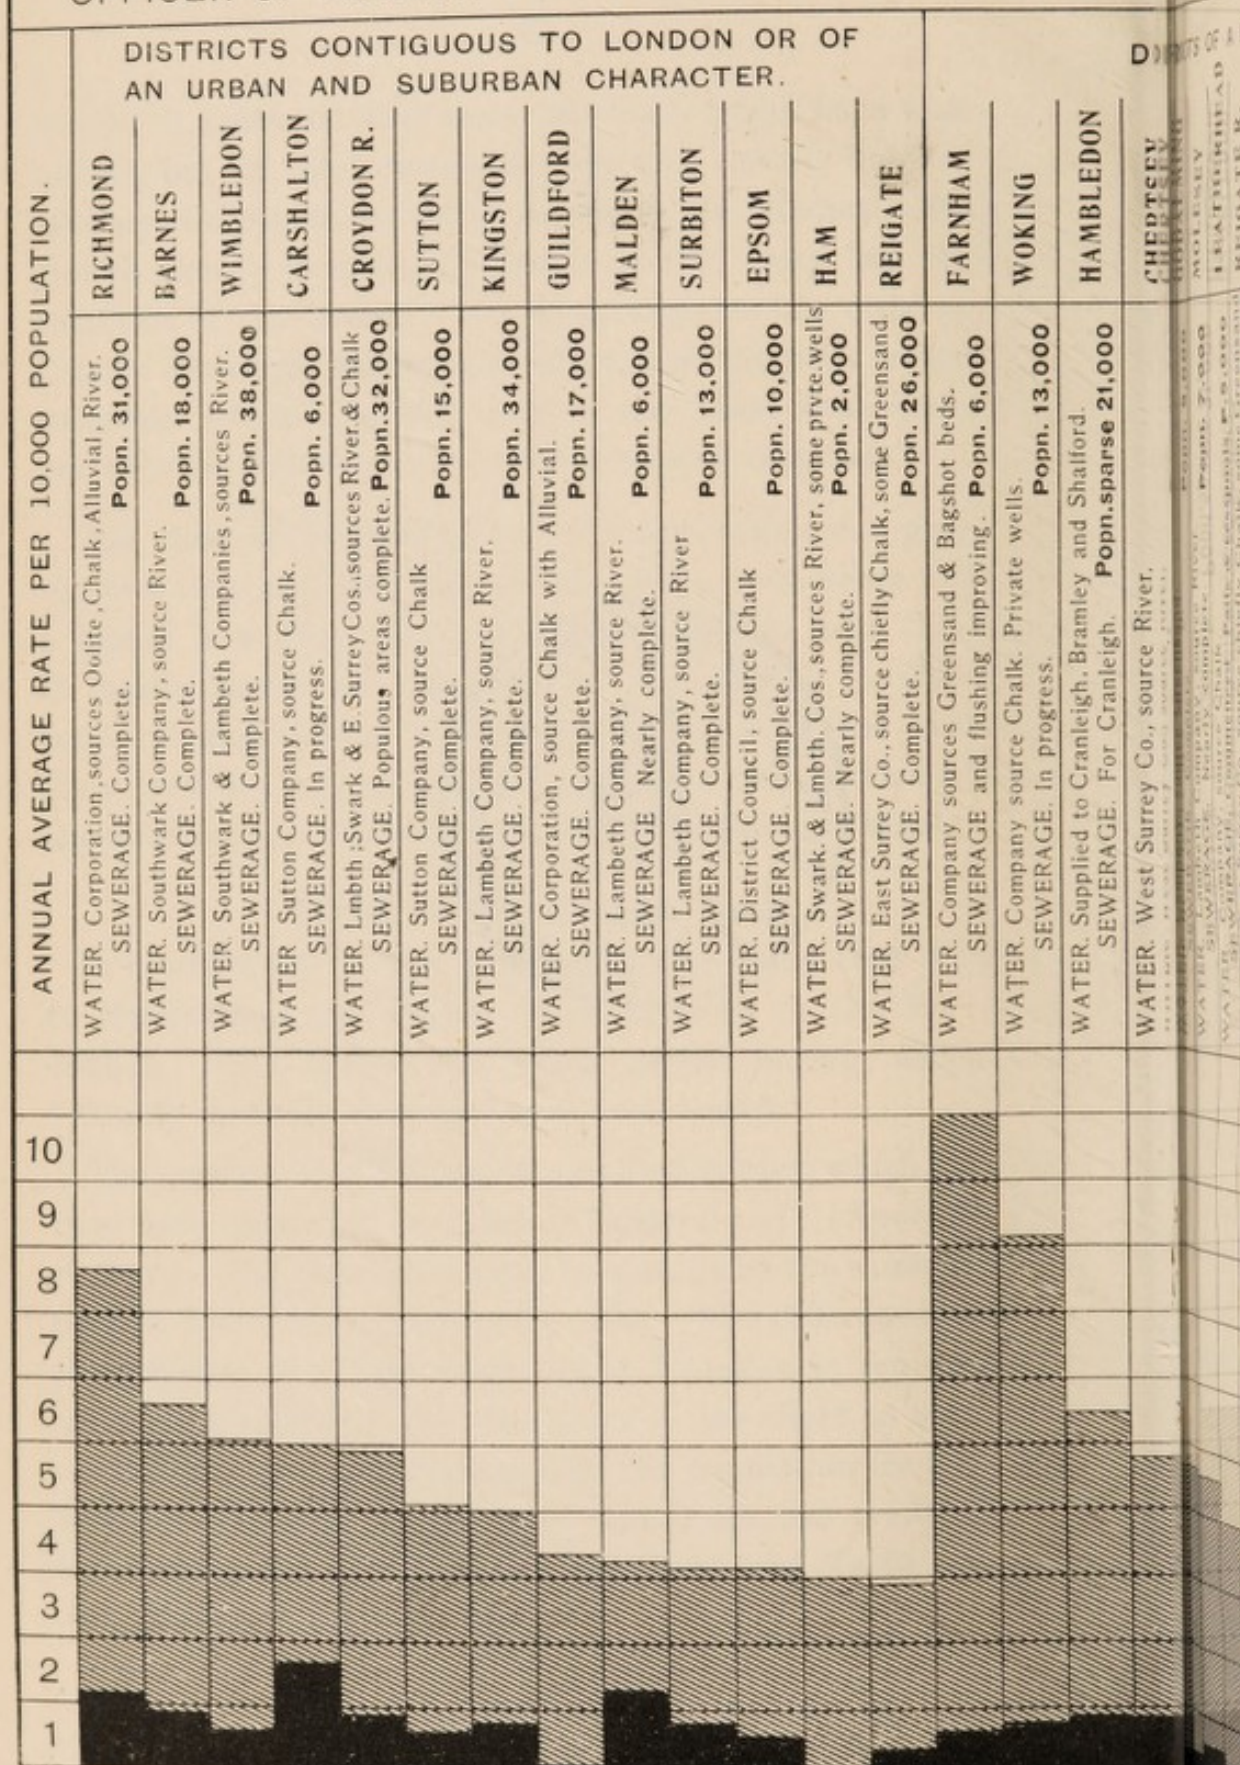 DISTRICTS CONTIGUOUS TO LONDON OR OF
AN URBAN AND SUBURBAN CHARACTER.
ANNUAL AVERAGE RATE PER 10,000 POPULATION.
RICHMOND
WATER. Corporation, sources Oolite, Chalk, Alluvial, River.
SEWERAGE. Complete. Popn. 31,000
BARNES
WATER. Southwark Company, source River.
SEWERAGE. Complete. Popn. 18,000
WIMBLEDON
WATER. Southwark & Lambeth Companies, sources River.
SEWERAGE. Complete. Popn. 38,000
CARSHALTON
WATER Sutton Company, source Chalk.
SEWERAGE. In progress. Popn. 6,000
CROYDON R.
WATER. Lmbth: Swark & E. Surrey Cos., sources River & Chalk
SEWERAGE. Populous areas complete. Popn. 32,000
SUTTON
WATER. Sutton Company, source Chalk
SEWERAGE. Complete. Popn. 15,000
KINGSTON
WATER. Lambeth Company, source River.
SEWERAGE. Complete. Popn. 34,000
GUILDFORD
WATER. Corporation, source Chalk with Alluvial.
SEWERAGE. Complete. Popn. 17,000
MALDEN
WATER. Lambeth Company, source River.
SEWERAGE Nearly complete. Popn. 6,000
SURBITON
WATER. Lambeth Company, source River
SEWERAGE. Complete. Popn. 13,000
EPSOM
WATER. District Council, source Chalk
SEWERAGE. Complete. Popn. 10,000
HAM
WATER. Swark. & Lmbth. Cos., sources River, some prvte. wells
SEWERAGE. Nearly complete. Popn. 2,000
REIGATE
WATER. East Surrey Co., source chiefly Chalk, some Greensand
SEWERAGE. Complete. Popn. 26,000
FARNHAM
WATER. Company sources Greensand & Bagshot beds.
SEWERAGE and flushing improving. Popn. 6,000
WOKING
WATER. Company source Chalk. Private wells.
SEWERAGE. In progress. Popn. 13,000
HAMBLEDON
WATER. Supplied to Cranleigh, Bramley and Shalford.
SEWERAGE. For Cranleigh. Popn. sparse 21,000
CHERTSEY
WATER. West Surrey Co., source River.
MOLESEY
LEATHERHEAD
10
9
8
7
6
5
4
3
2
1